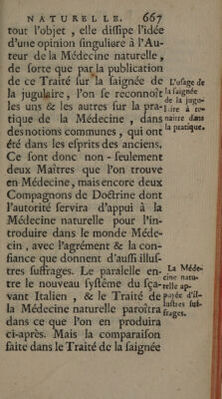 NATURELLE. 667
tout l'objet, elle dissipe l'idée
d'une opinion singuliere à l'Au-
teur de la Médecine naturelle,
de sorte que par la publication
de ce Traité sur la saignée de
la jugulaire, l'on se reconnoît
les uns & les autres sur la pra-
tique de la Médecine, dans
des notions communes, qui ont
été dans les esprits des anciens.
Ce sont donc non-seulement
deux Maîtres que l'on trouve
en Médecine, mais encore deux
Compagnons de Doctrine dont
l'autorité servira d'appui à la
Médecine naturelle pour l'in-
troduire dans le monde Méde-
cin, avec l'agrément & la con-
fiance que donnent d'aussi illus-
tres suffrages. Le paralelle en-
tre le nouveau systême du sça-
vant Italien, & le Traité de
la Médecine naturelle paroîtra
dans ce que l'on en produira
ci-après. Mais la comparaison
faite dans le Traité de la saignée
L'usage de
la saignée
de la jugu-
laire à co-
naître dans
la pratique.
La Méde-
cine natu-
relle ap-
puyée d'il-
lustres suf-
frages.